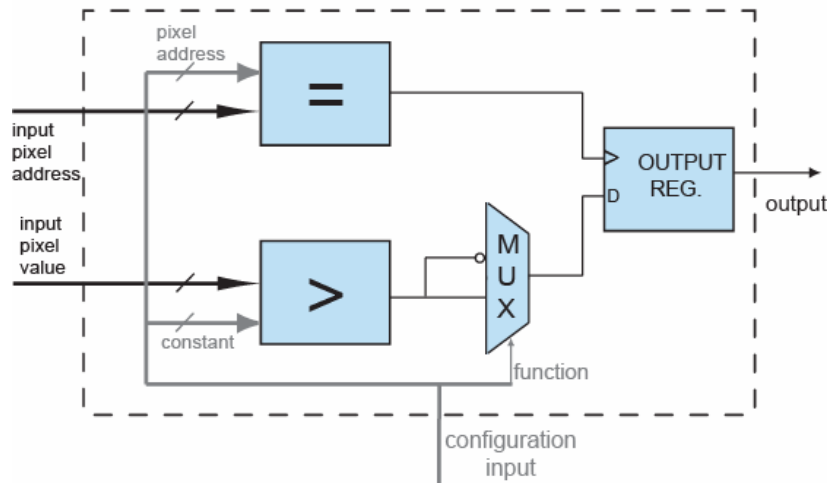 pixel
address
=
input
pixel
address
OUTPUT
REG.
D
output
input
pixel
value
>
M
U
X
constant
function
configuration
input